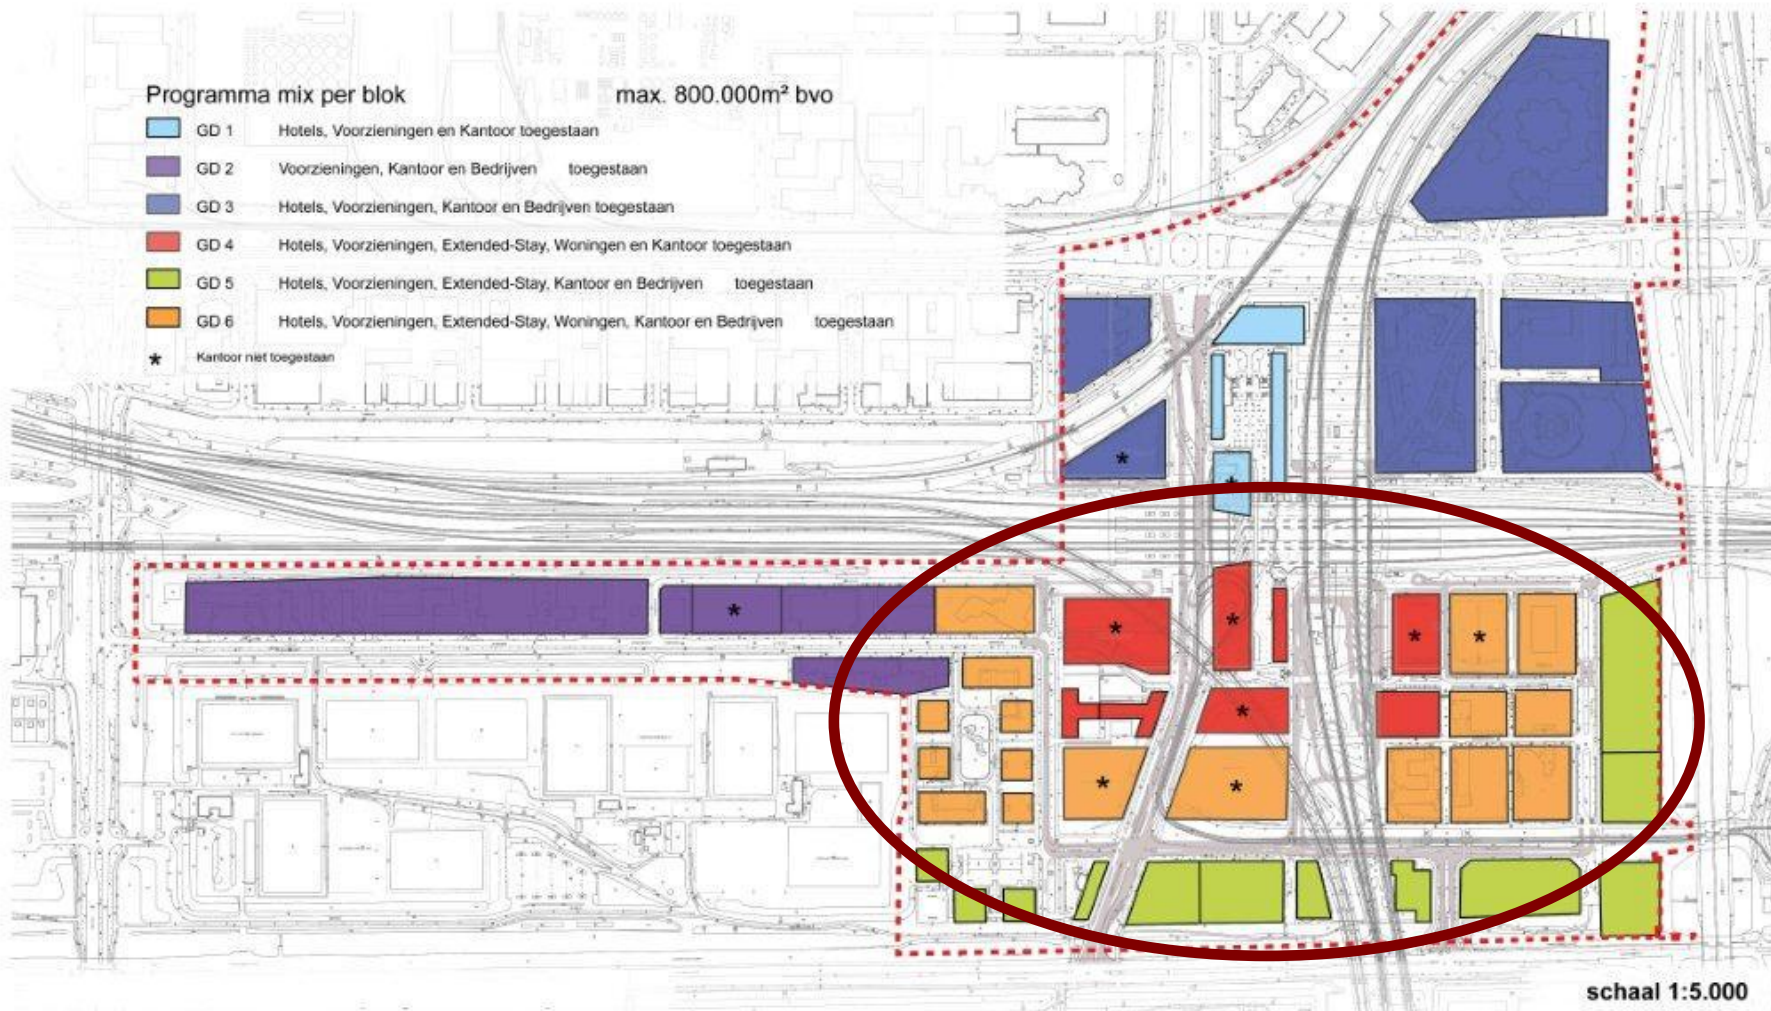 Programma mix per blok max. 800.000m² bvo
GD 1 Hotels, Voorzieningen en Kantoor toegestaan
GD 2 Voorzieningen, Kantoor en Bedrijven toegestaan
GD 3 Hotels, Voorzieningen, Kantoor en Bedrijven toegestaan
GD 4 Hotels, Voorzieningen, Extended-Stay, Woningen en Kantoor toegestaan
GD 5 Hotels, Voorzieningen, Extended-Stay, Kantoor en Bedrijven toegestaan
GD 6 Hotels, Voorzieningen, Extended-Stay, Woningen, Kantoor en Bedrijven toegestaan
* Kantoor niet toegestaan
schaal 1:5.000